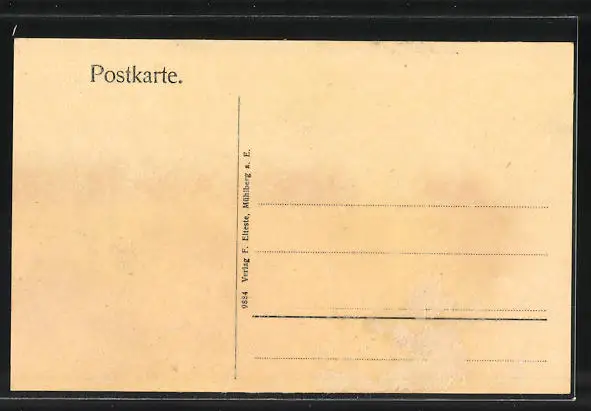 Postkarte.
9884 Verlag F. Elteste, Mühlberg a. E.